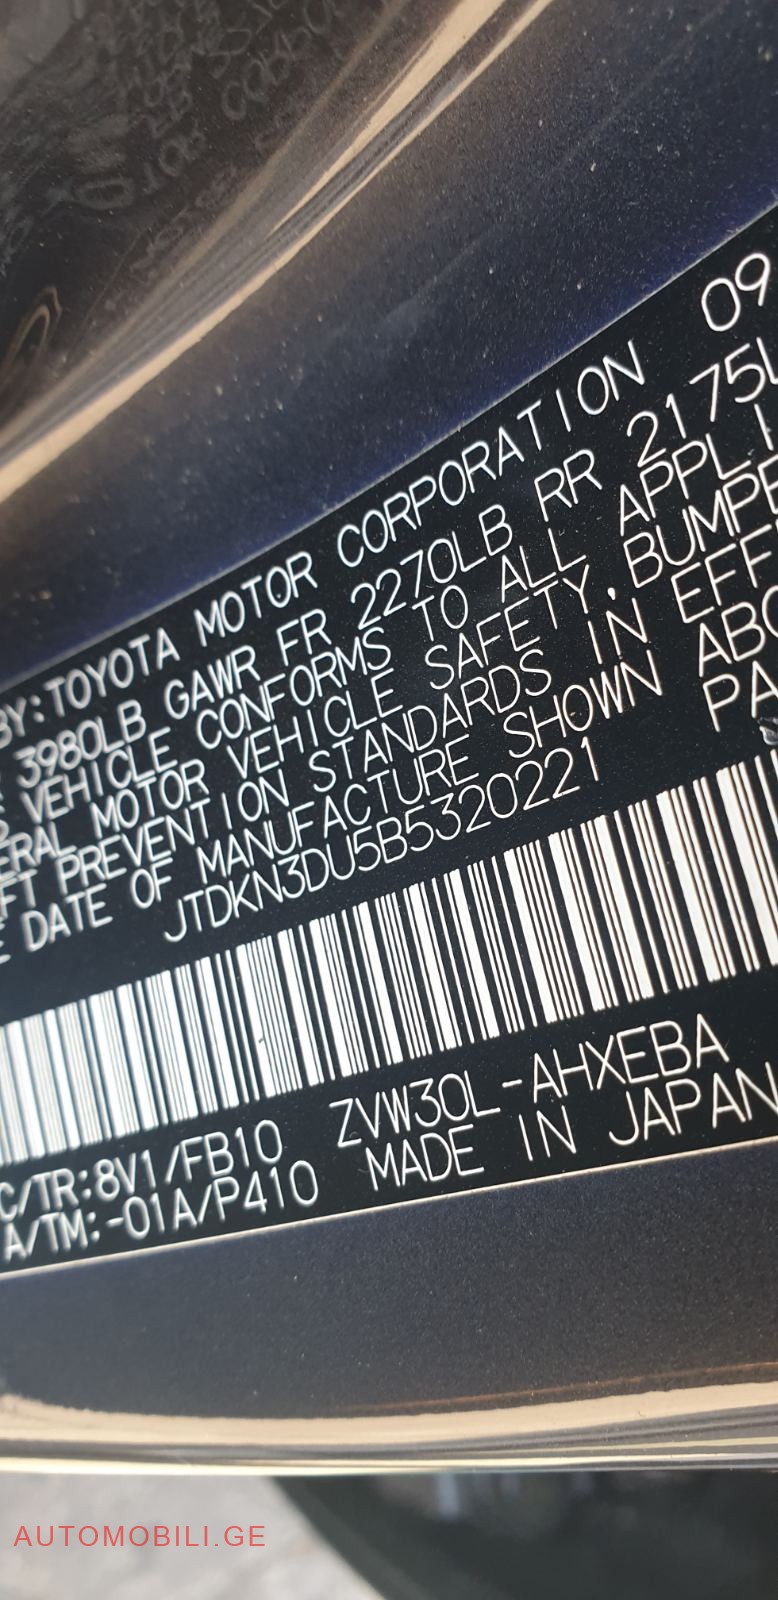 BY:TOYOTA MOTOR CORPORATION 09
3980LB GAWR FR 2270LB RR 2175L
VEHICLE CONFORMS TO ALL APPLI
ERAL MOTOR VEHICLE SAFETY,BUMPE
FT PREVENTION STANDARDS IN EFF
E DATE OF MANUFACTURE SHOWN ABO
JTDKN3DU5B5320221 PA
C/TR:8V1/FB10 ZVW30L-AHXEBA
A/TM:-01A/P410 MADE IN JAPAN
AUTOMOBILI.GE